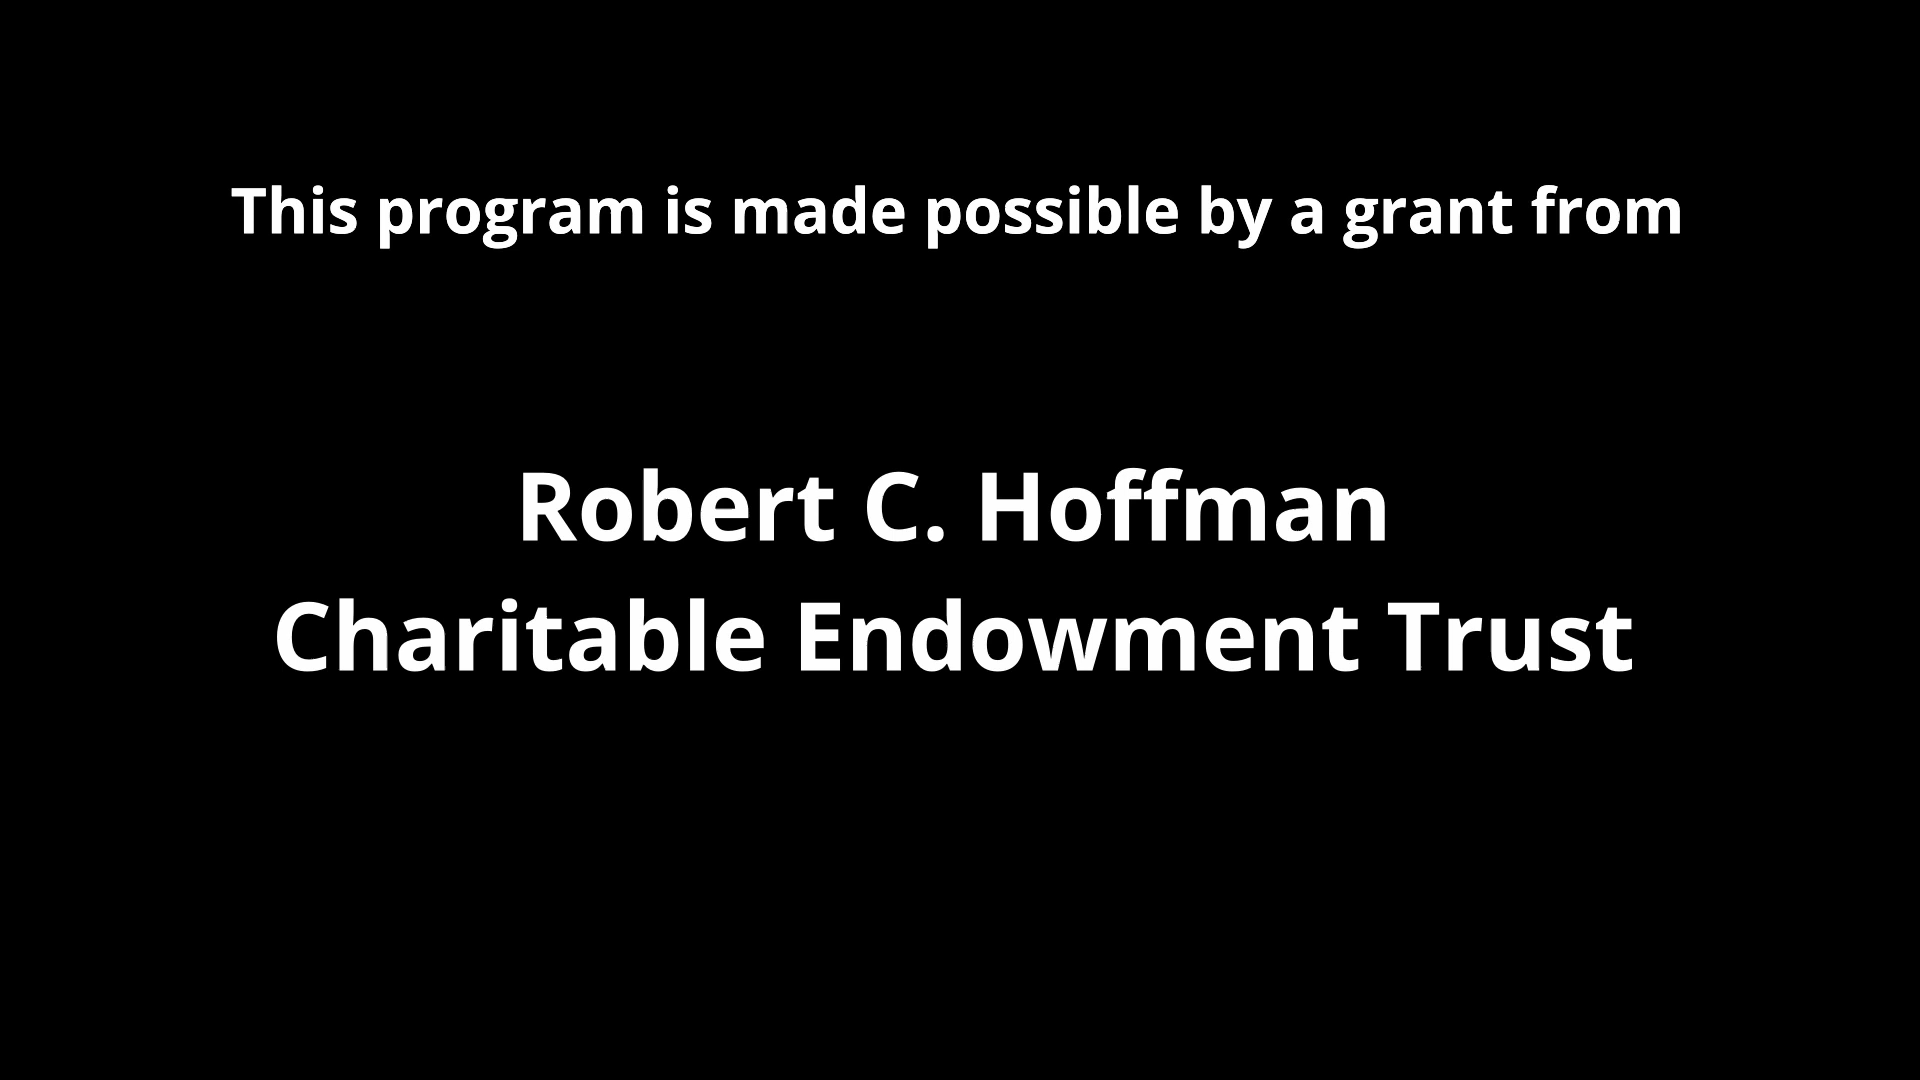 This program is made possible by a grant from
Robert C. Hoffman
Charitable Endowment Trust